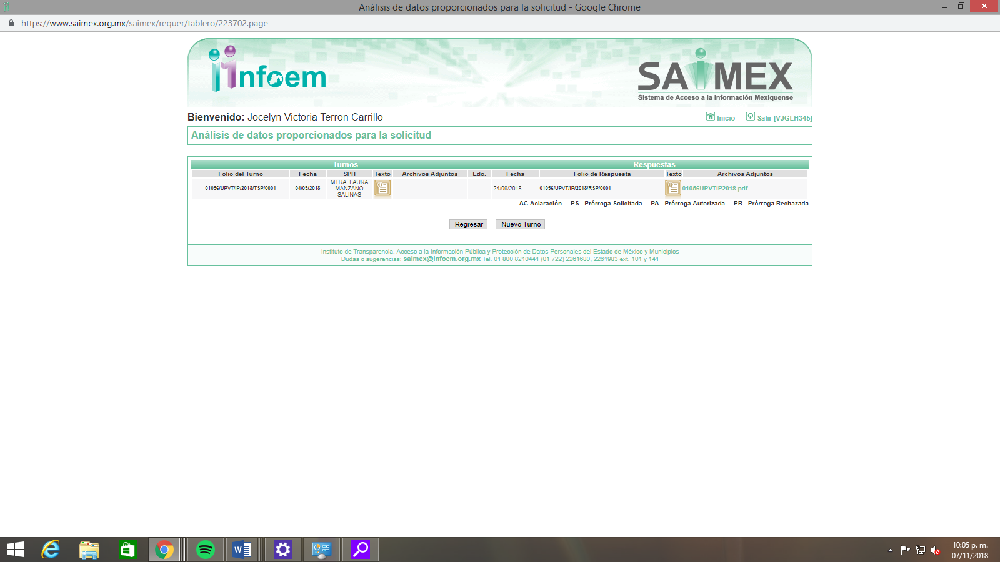 Análisis de datos proporcionados para la solicitud - Google Chrome
https://www.saimex.org.mx/saimex/requer/tablero/223702.page
infoem
SAIMEX
Sistema de Acceso a la Información Mexiquense
Bienvenido: Jocelyn Victoria Terron Carrillo
Inicio Salir [VJGLH345]
Análisis de datos proporcionados para la solicitud
Turnos Respuestas
Folio del Turno Fecha SPH Texto Archivos Adjuntos Edo. Fecha Folio de Respuesta Texto Archivos Adjuntos
01056/UPVT/IP/2018/TSP/0001 04/09/2018 MTRA. LAURA MANZANO SALINAS 24/09/2018 01056/UPVT/IP/2018/RSP/0001 01056UPVTIP2018.pdf
AC Aclaración PS - Prórroga Solicitada PA - Prórroga Autorizada PR - Prórroga Rechazada
Regresar Nuevo Turno
Instituto de Transparencia, Acceso a la Información Pública y Protección de Datos Personales del Estado de México y Municipios
Dudas o sugerencias: saimex@infoem.org.mx Tel. 01 800 8210441 (01 722) 2261680, 2261983 ext. 101 y 141
10:05 p. m.
07/11/2018